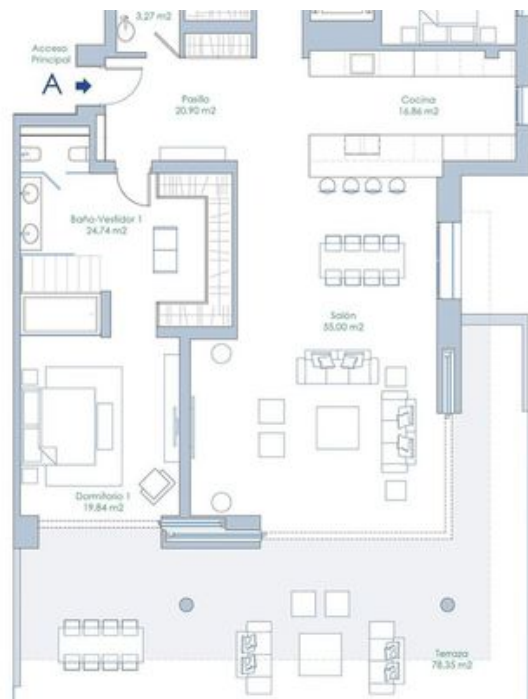 3,27 m2
Acceso
Principal
A
Pasillo
20,90 m2
Cocina
16,86 m2
Baño-Vestidor 1
24,74 m2
Salón
55,00 m2
Dormitorio 1
19,84 m2
Terraza
78,35 m2